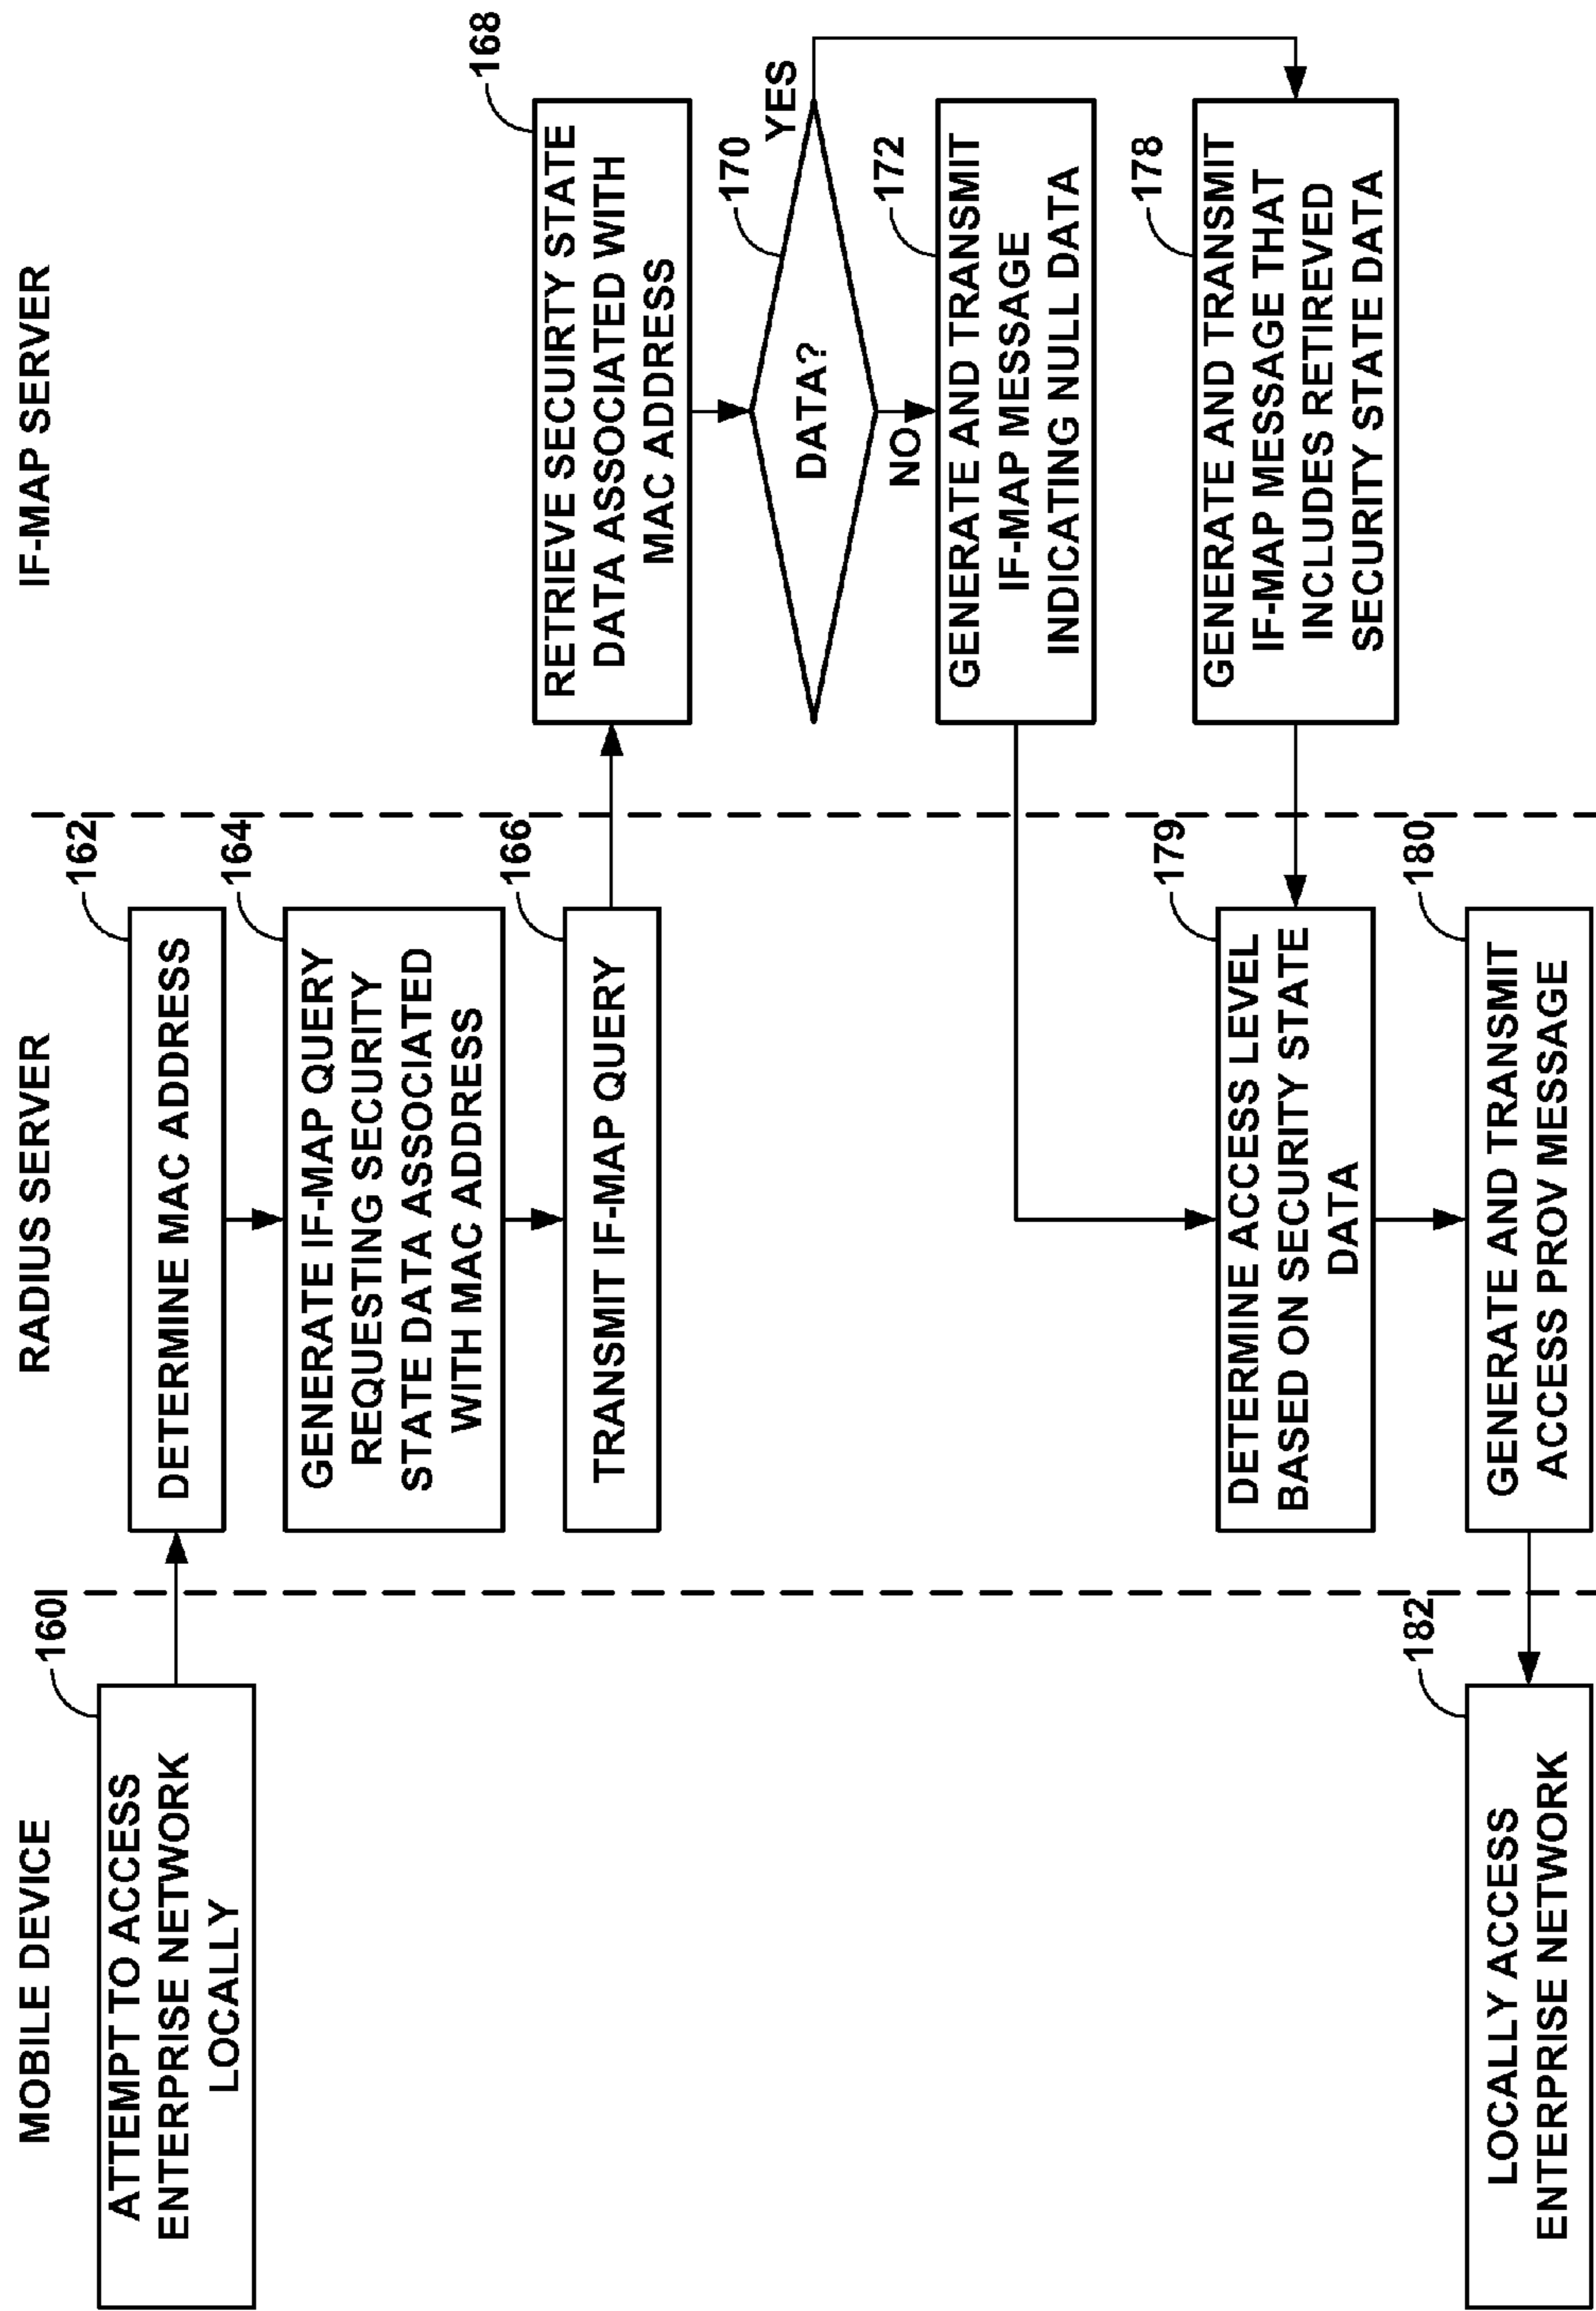 MOBILE DEVICE
RADIUS SERVER
IF-MAP SERVER
160
ATTEMPT TO ACCESS
ENTERPRISE NETWORK
LOCALLY
162
DETERMINE MAC ADDRESS
164
GENERATE IF-MAP QUERY
REQUESTING SECURITY
STATE DATA ASSOCIATED
WITH MAC ADDRESS
166
TRANSMIT IF-MAP QUERY
168
RETRIEVE SECUIRTY STATE
DATA ASSOCIATED WITH
MAC ADDRESS
170
DATA?
YES
NO
172
GENERATE AND TRANSMIT
IF-MAP MESSAGE
INDICATING NULL DATA
178
GENERATE AND TRANSMIT
IF-MAP MESSAGE THAT
INCLUDES RETIREVED
SECURITY STATE DATA
179
DETERMINE ACCESS LEVEL
BASED ON SECURITY STATE
DATA
180
GENERATE AND TRANSMIT
ACCESS PROV MESSAGE
182
LOCALLY ACCESS
ENTERPRISE NETWORK